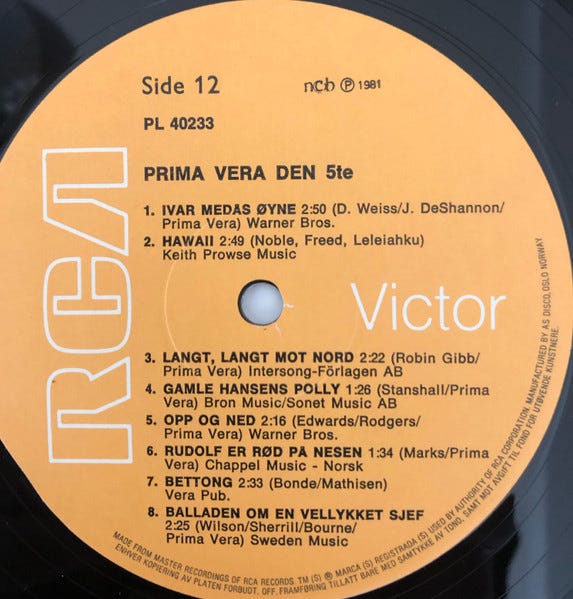 Side 12
ncb Ⓟ 1981
PL 40233
PRIMA VERA DEN 5te
1. IVAR MEDAS ØYNE 2:50 (D. Weiss/J. DeShannon/
Prima Vera) Warner Bros.
2. HAWAII 2:49 (Noble, Freed, Leleiahku)
Keith Prowse Music
RCA
Victor
3. LANGT, LANGT MOT NORD 2:22 (Robin Gibb/
Prima Vera) Intersong-Förlagen AB
4. GAMLE HANSENS POLLY 1:26 (Stanshall/Prima
Vera) Bron Music/Sonet Music AB
5. OPP OG NED 2:16 (Edwards/Rodgers/
Prima Vera) Warner Bros.
6. RUDOLF ER RØD PÅ NESEN 1:34 (Marks/Prima
Vera) Chappel Music - Norsk
7. BETTONG 2:33 (Bonde/Mathisen)
Vera Pub.
8. BALLADEN OM EN VELLYKKET SJEF
2:25 (Wilson/Sherrill/Bourne/
Prima Vera) Sweden Music
MADE FROM MASTER RECORDINGS OF RCA RECORDS. TM (S) ® MARCA (S) REGISTRADA (S) USED BY AUTHORITY OF RCA CORPORATION. MANUFACTURED BY AS DISCO, OSLO NORWAY
ENHVER KOPIERING AV PLATEN FORBUDT. OFF. FRAMFØRING TILLATT BARE MED SAMTYKKE AV TONO, SAMT MOT AVGIFT TIL FOND FOR UTØVENDE KUNSTNERE.